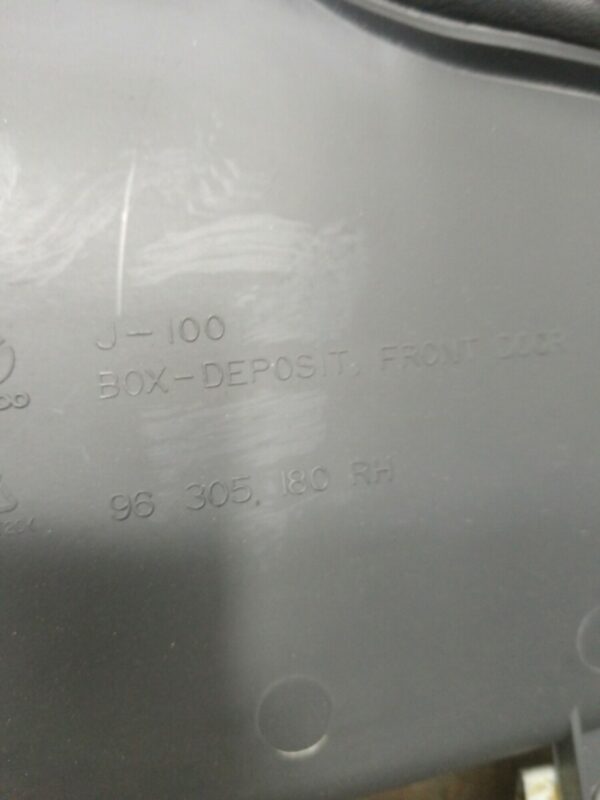 J-100
BOX-DEPOSIT, FRONT DOOR
96 305, 180 RH